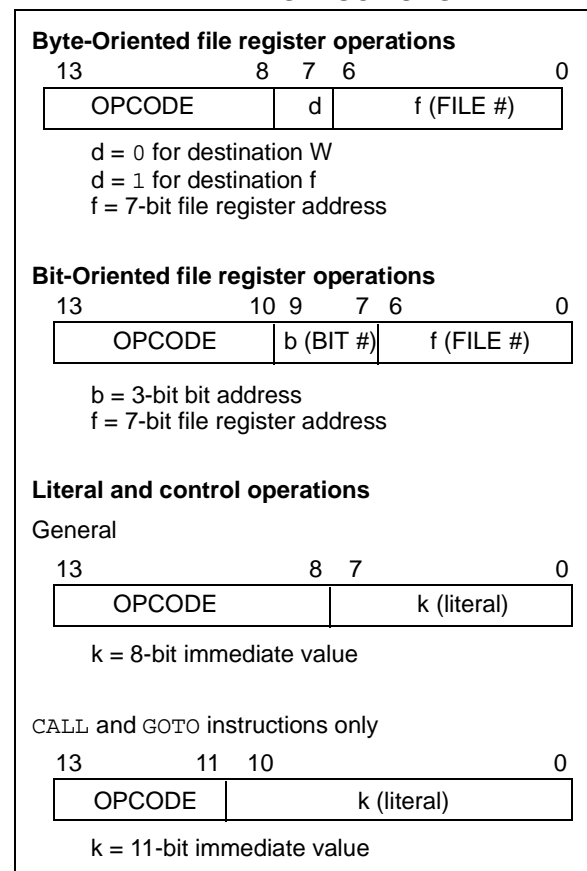 Byte-Oriented file register operations
13 8 7 6 0
OPCODE d f (FILE #)
d = 0 for destination W
d = 1 for destination f
f = 7-bit file register address
Bit-Oriented file register operations
13 10 9 7 6 0
OPCODE b (BIT #) f (FILE #)
b = 3-bit bit address
f = 7-bit file register address
Literal and control operations
General
13 8 7 0
OPCODE k (literal)
k = 8-bit immediate value
CALL and GOTO instructions only
13 11 10 0
OPCODE k (literal)
k = 11-bit immediate value